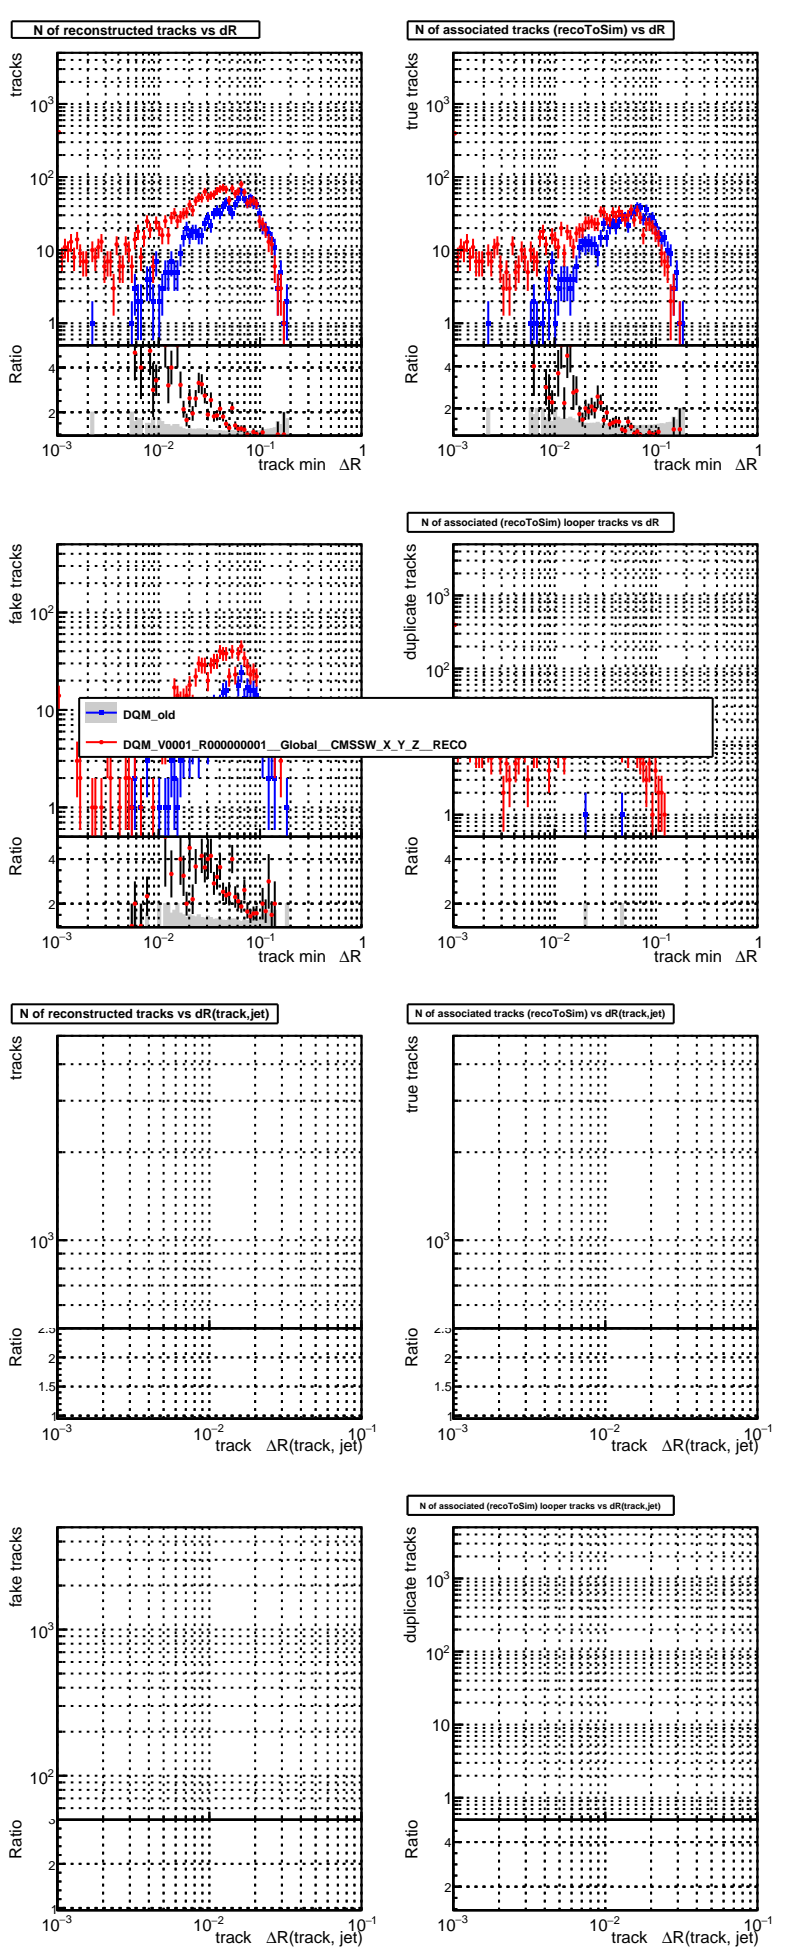 N of reconstructed tracks vs dR
tracks
10³
10²
10
1
Ratio
4
2
10⁻³
10⁻²
10⁻¹
1
track min ΔR
N of associated tracks (recoToSim) vs dR
true tracks
10³
10²
10
1
Ratio
4
2
10⁻³
10⁻²
10⁻¹
1
track min ΔR
fake tracks
10²
10
1
Ratio
4
2
10⁻³
10⁻²
10⁻¹
1
track min ΔR
N of associated (recoToSim) looper tracks vs dR
duplicate tracks
10³
10²
1
Ratio
4
2
10⁻³
10⁻²
10⁻¹
1
track min ΔR
DQM_old
DQM_V0001_R000000001__Global__CMSSW_X_Y_Z__RECO
N of reconstructed tracks vs dR(track,jet)
tracks
10³
Ratio
2.5
2
1.5
1
10⁻³
10⁻²
10⁻¹
track ΔR(track, jet)
N of associated tracks (recoToSim) vs dR(track,jet)
true tracks
10³
Ratio
2.5
2
1.5
1
10⁻³
10⁻²
10⁻¹
track ΔR(track, jet)
fake tracks
10³
10²
Ratio
3
2
1
10⁻³
10⁻²
10⁻¹
track ΔR(track, jet)
N of associated (recoToSim) looper tracks vs dR(track,jet)
duplicate tracks
10³
10²
10
1
Ratio
4
2
10⁻³
10⁻²
10⁻¹
track ΔR(track, jet)